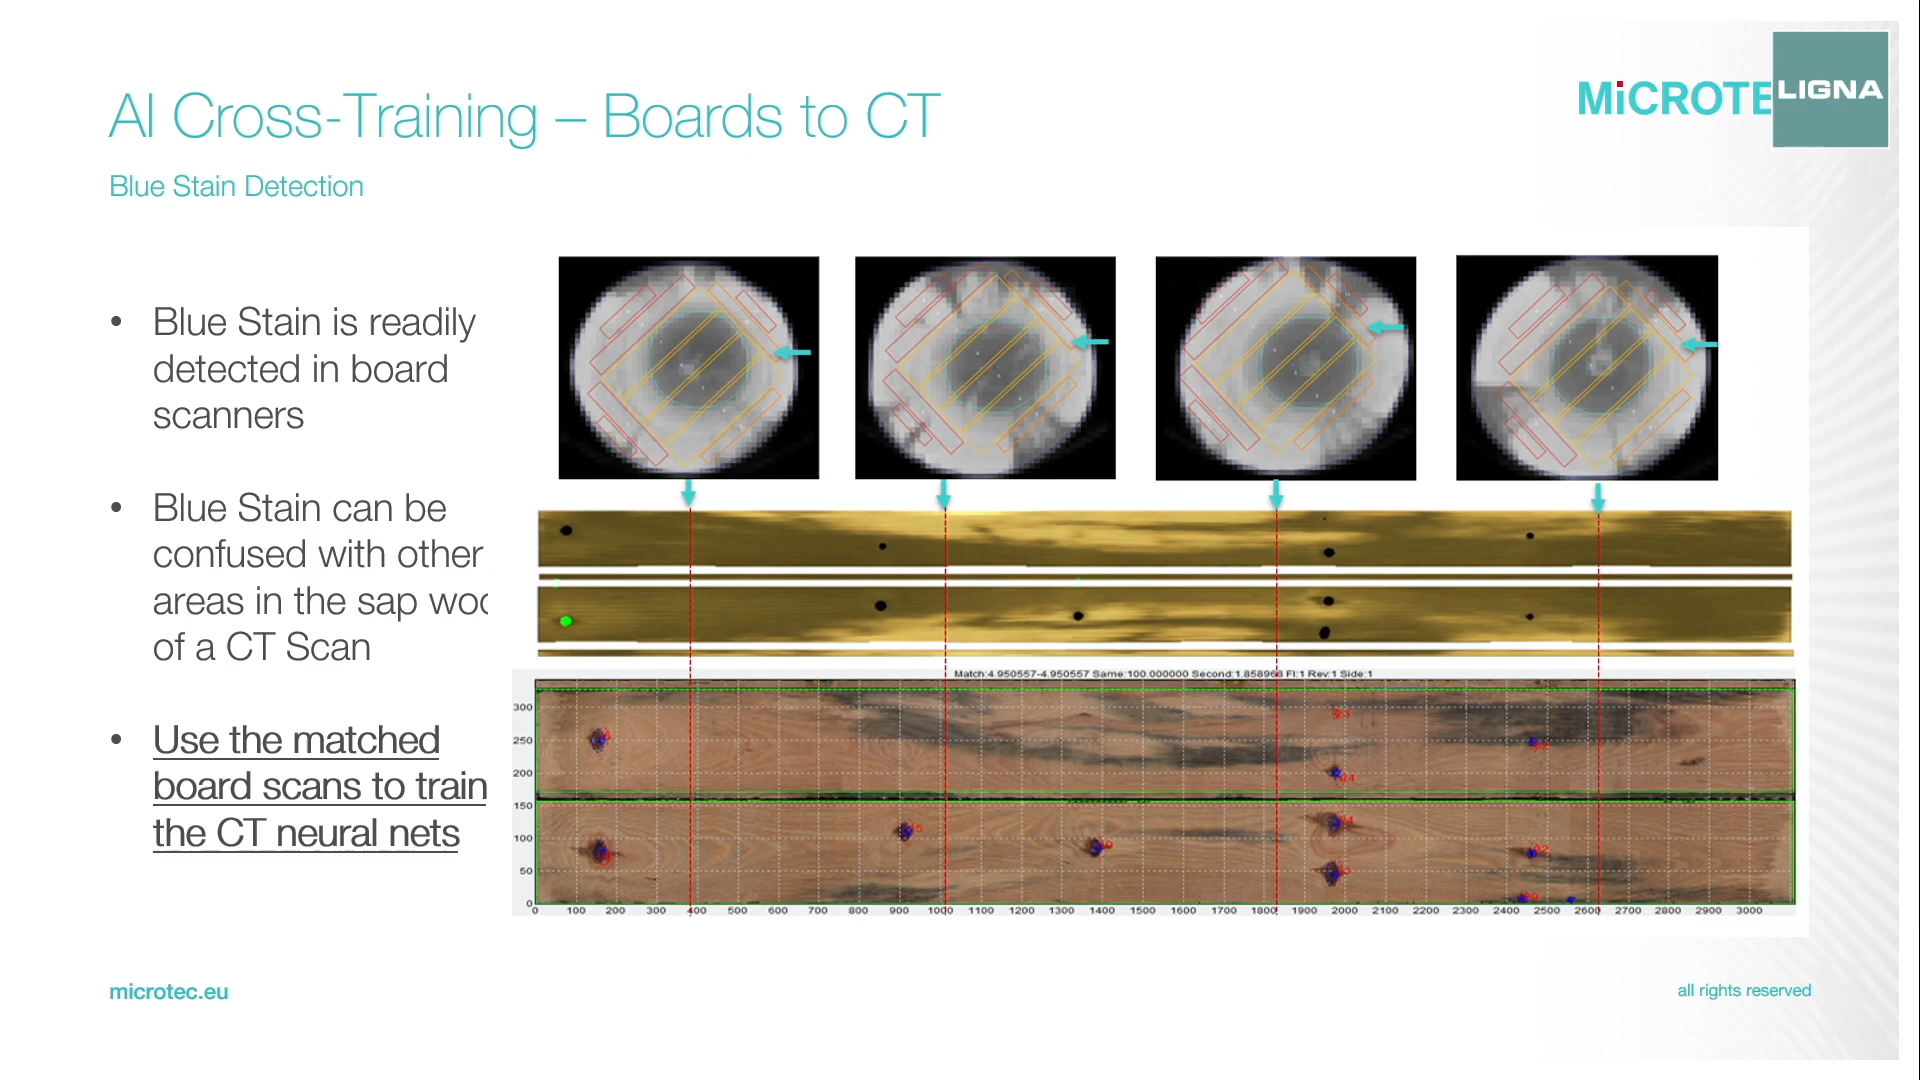 AI Cross-Training – Boards to CT
MiCROTE
LIGNA
Blue Stain Detection
• Blue Stain is readily
detected in board
scanners
• Blue Stain can be
confused with other
areas in the sap woo
of a CT Scan
• Use the matched
board scans to train
the CT neural nets
Match:4.950557-4.950557 Same:100.000000 Second:1.858968 Fl:1 Rev:1 Side:1
300
250
200
150
100
50
0
0 100 200 300 400 500 600 700 800 900 1000 1100 1200 1300 1400 1500 1600 1700 1800 1900 2000 2100 2200 2300 2400 2500 2600 2700 2800 2900 3000
microtec.eu
all rights reserved